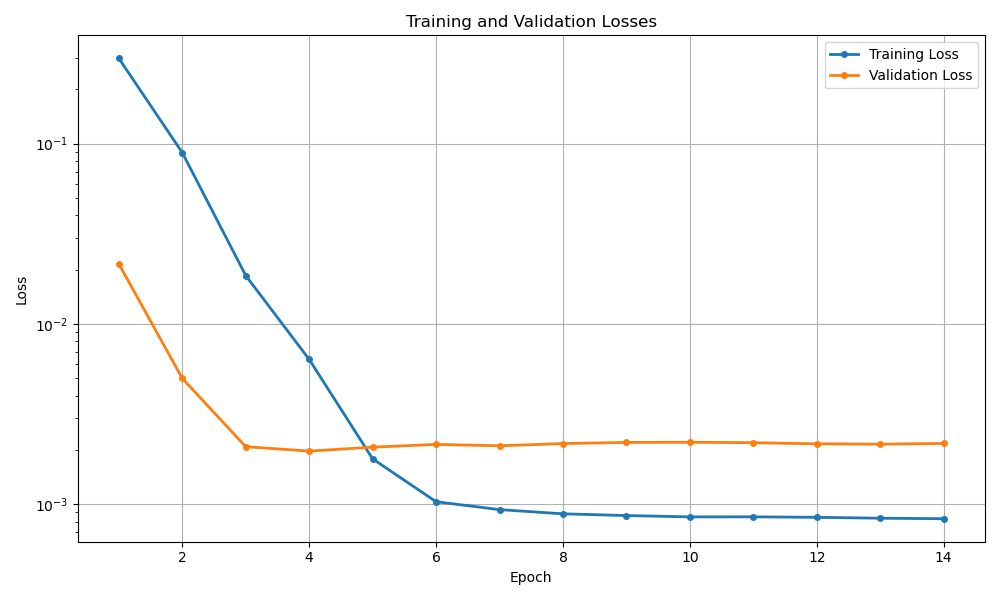 Training and Validation Losses
Training Loss
Validation Loss
Loss
10⁻¹
10⁻²
10⁻³
2 4 6 8 10 12 14
Epoch